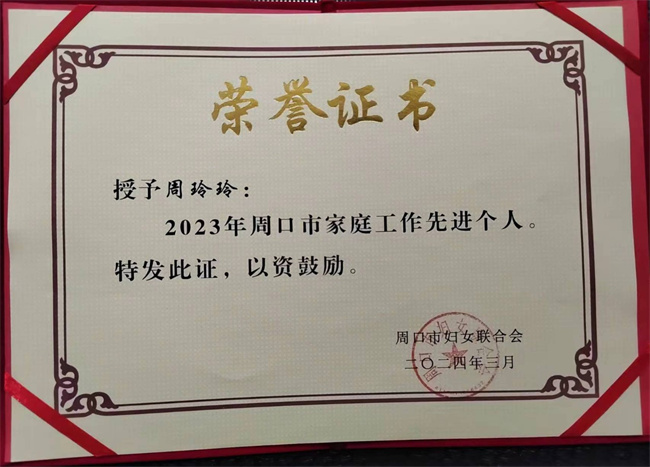 荣誉证书
授予周玲玲：
2023年周口市家庭工作先进个人。
特发此证，以资鼓励。
周口市妇女联合会
二〇二四年三月